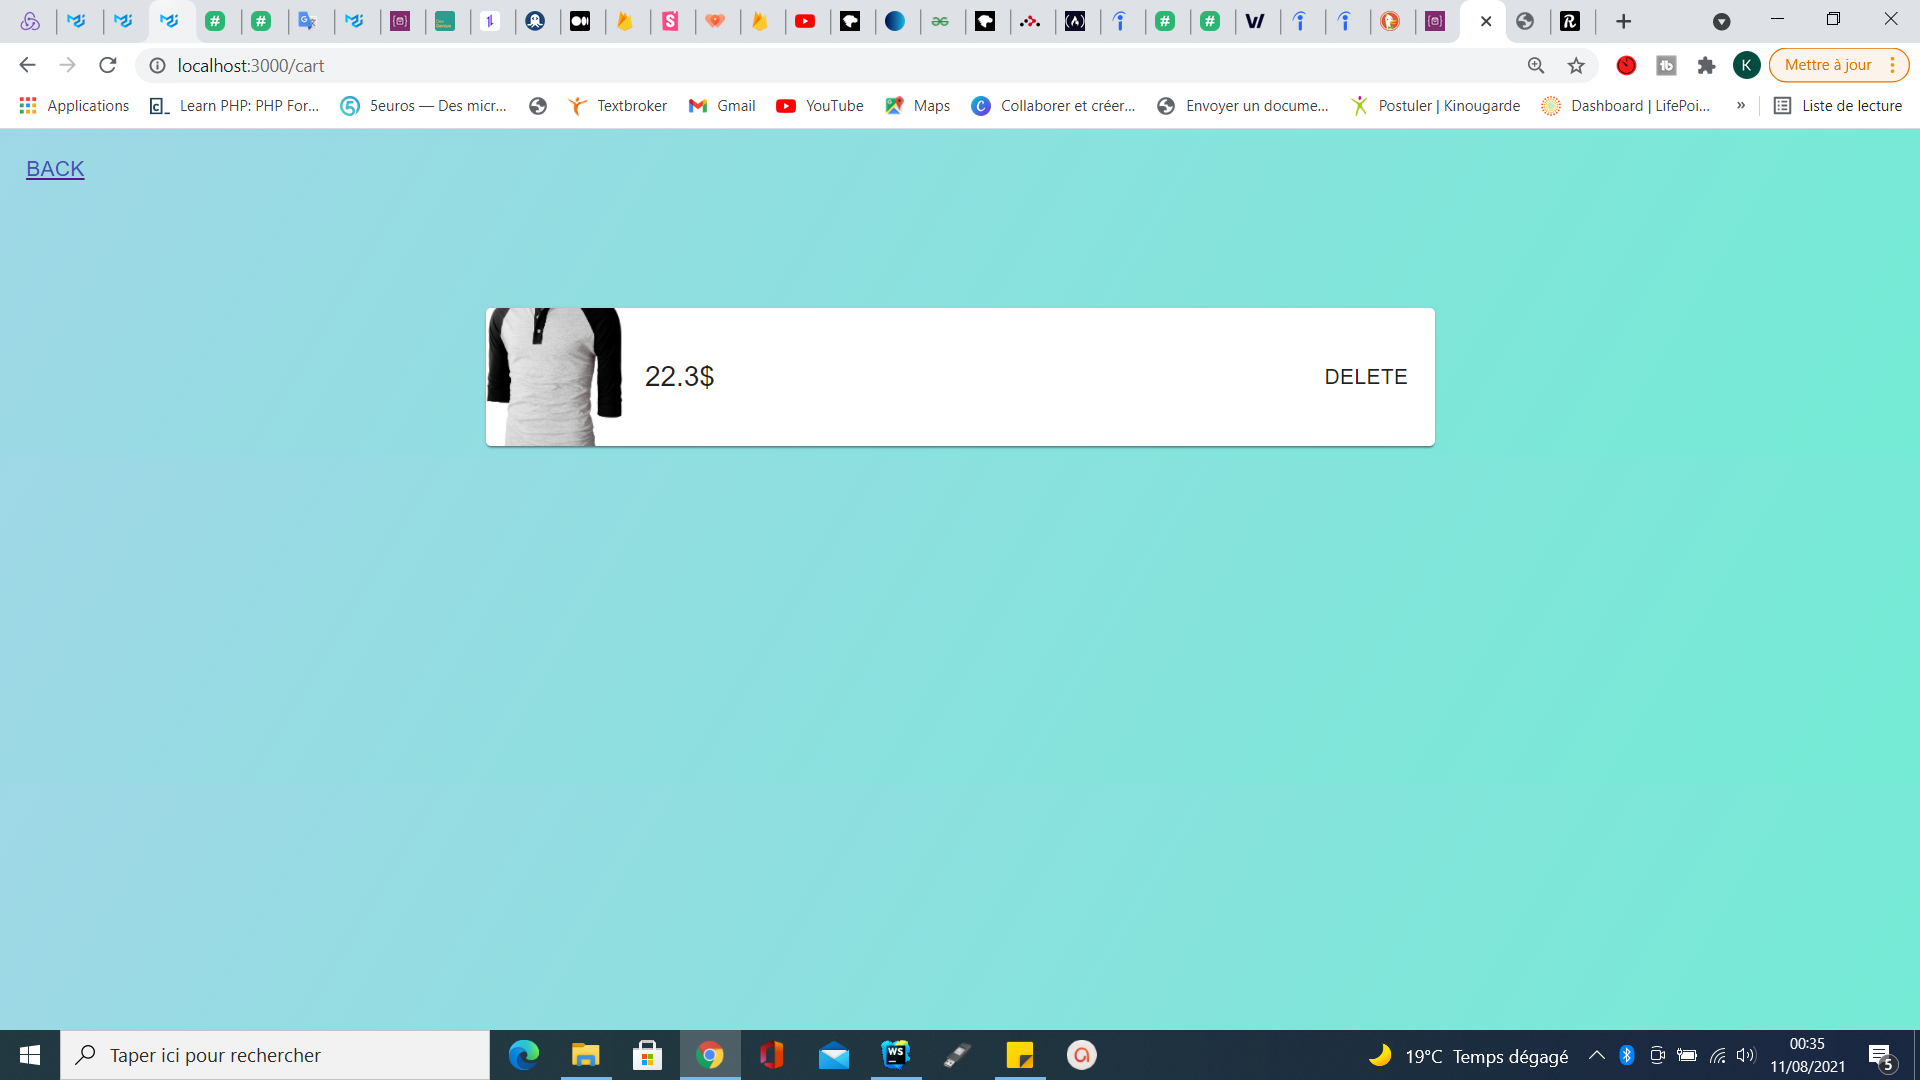 localhost:3000/cart
Mettre à jour
Applications
Learn PHP: PHP For...
5euros — Des micr...
Textbroker
Gmail
YouTube
Maps
Collaborer et créer...
Envoyer un docume...
Postuler | Kinougarde
Dashboard | LifePoi...
»
Liste de lecture
BACK
22.3$
DELETE
Taper ici pour rechercher
19°C Temps dégagé
00:35
11/08/2021
5